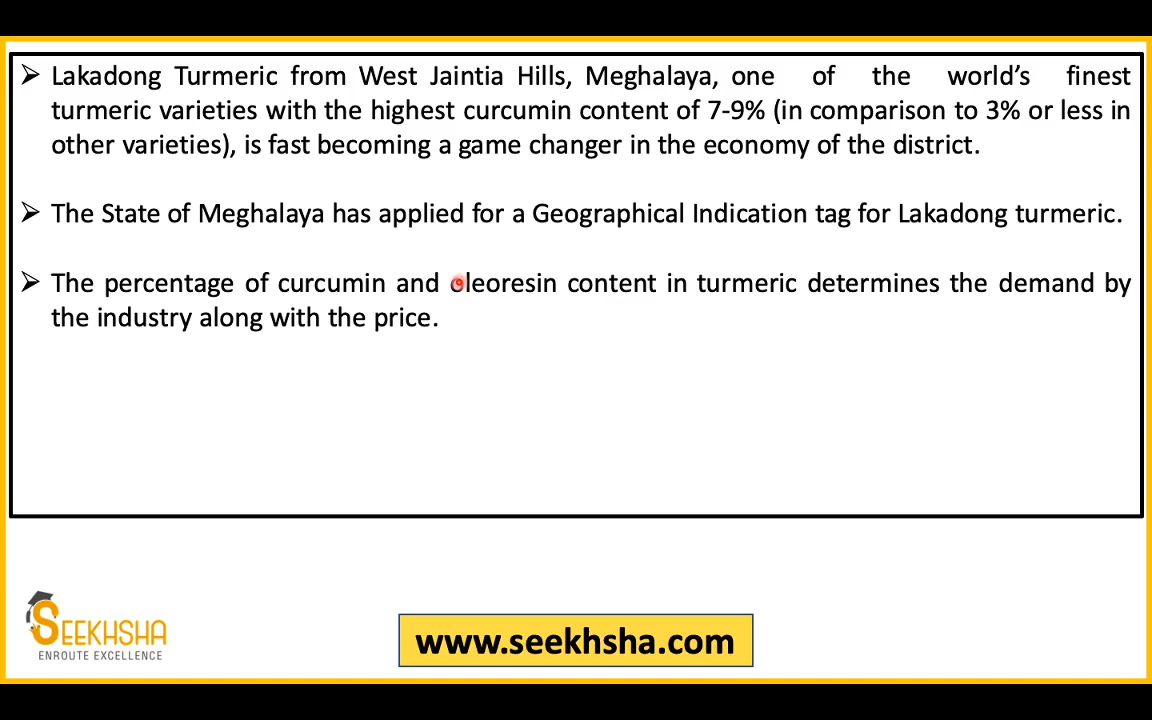 ➢ Lakadong Turmeric from West Jaintia Hills, Meghalaya, one of the world’s finest
turmeric varieties with the highest curcumin content of 7-9% (in comparison to 3% or less in
other varieties), is fast becoming a game changer in the economy of the district.
➢ The State of Meghalaya has applied for a Geographical Indication tag for Lakadong turmeric.
➢ The percentage of curcumin and oleoresin content in turmeric determines the demand by
the industry along with the price.
SEEKHSHA
ENROUTE EXCELLENCE
www.seekhsha.com